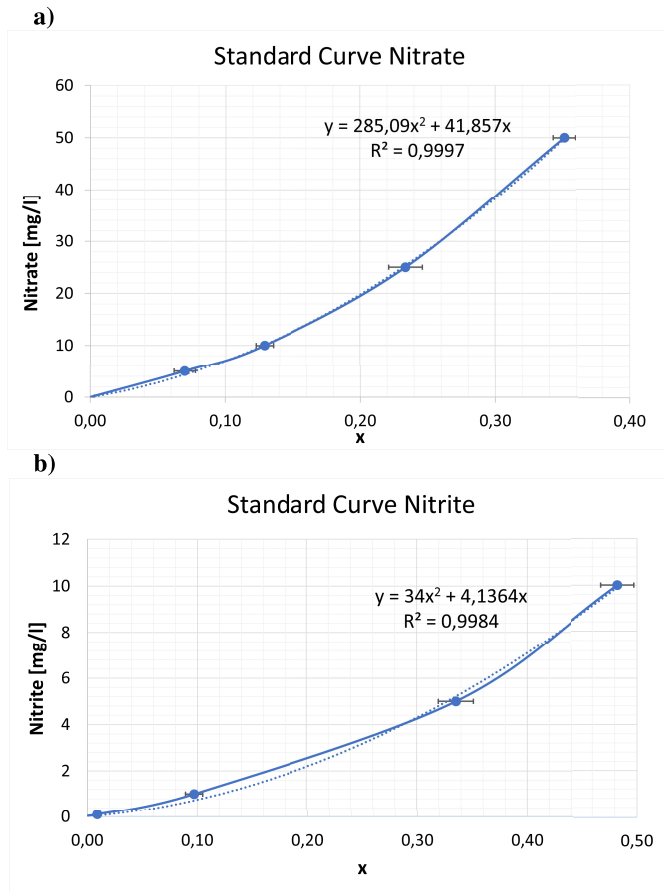 a)
Standard Curve Nitrate
60
50
40
30
20
10
0
Nitrate [mg/l]
y = 285,09x² + 41,857x
R² = 0,9997
0,00 0,10 0,20 0,30 0,40
x
b)
Standard Curve Nitrite
12
10
8
6
4
2
0
Nitrite [mg/l]
y = 34x² + 4,1364x
R² = 0,9984
0,00 0,10 0,20 0,30 0,40 0,50
x